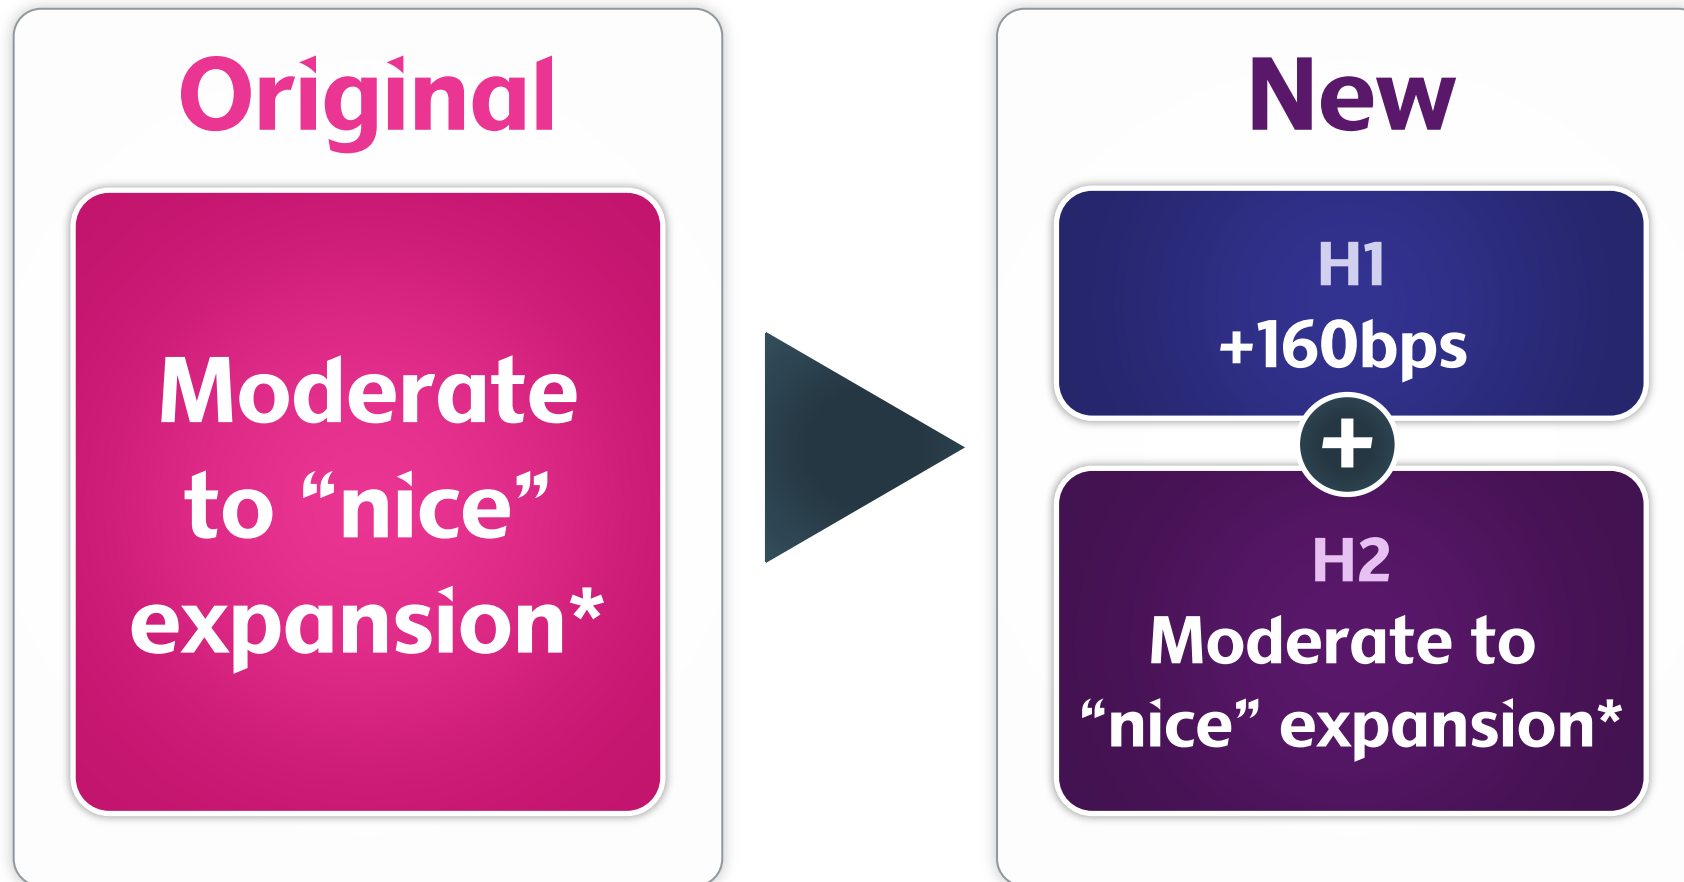 Original
Moderate
to “nice”
expansion*
New
H1
+160bps
+
H2
Moderate to
“nice” expansion*